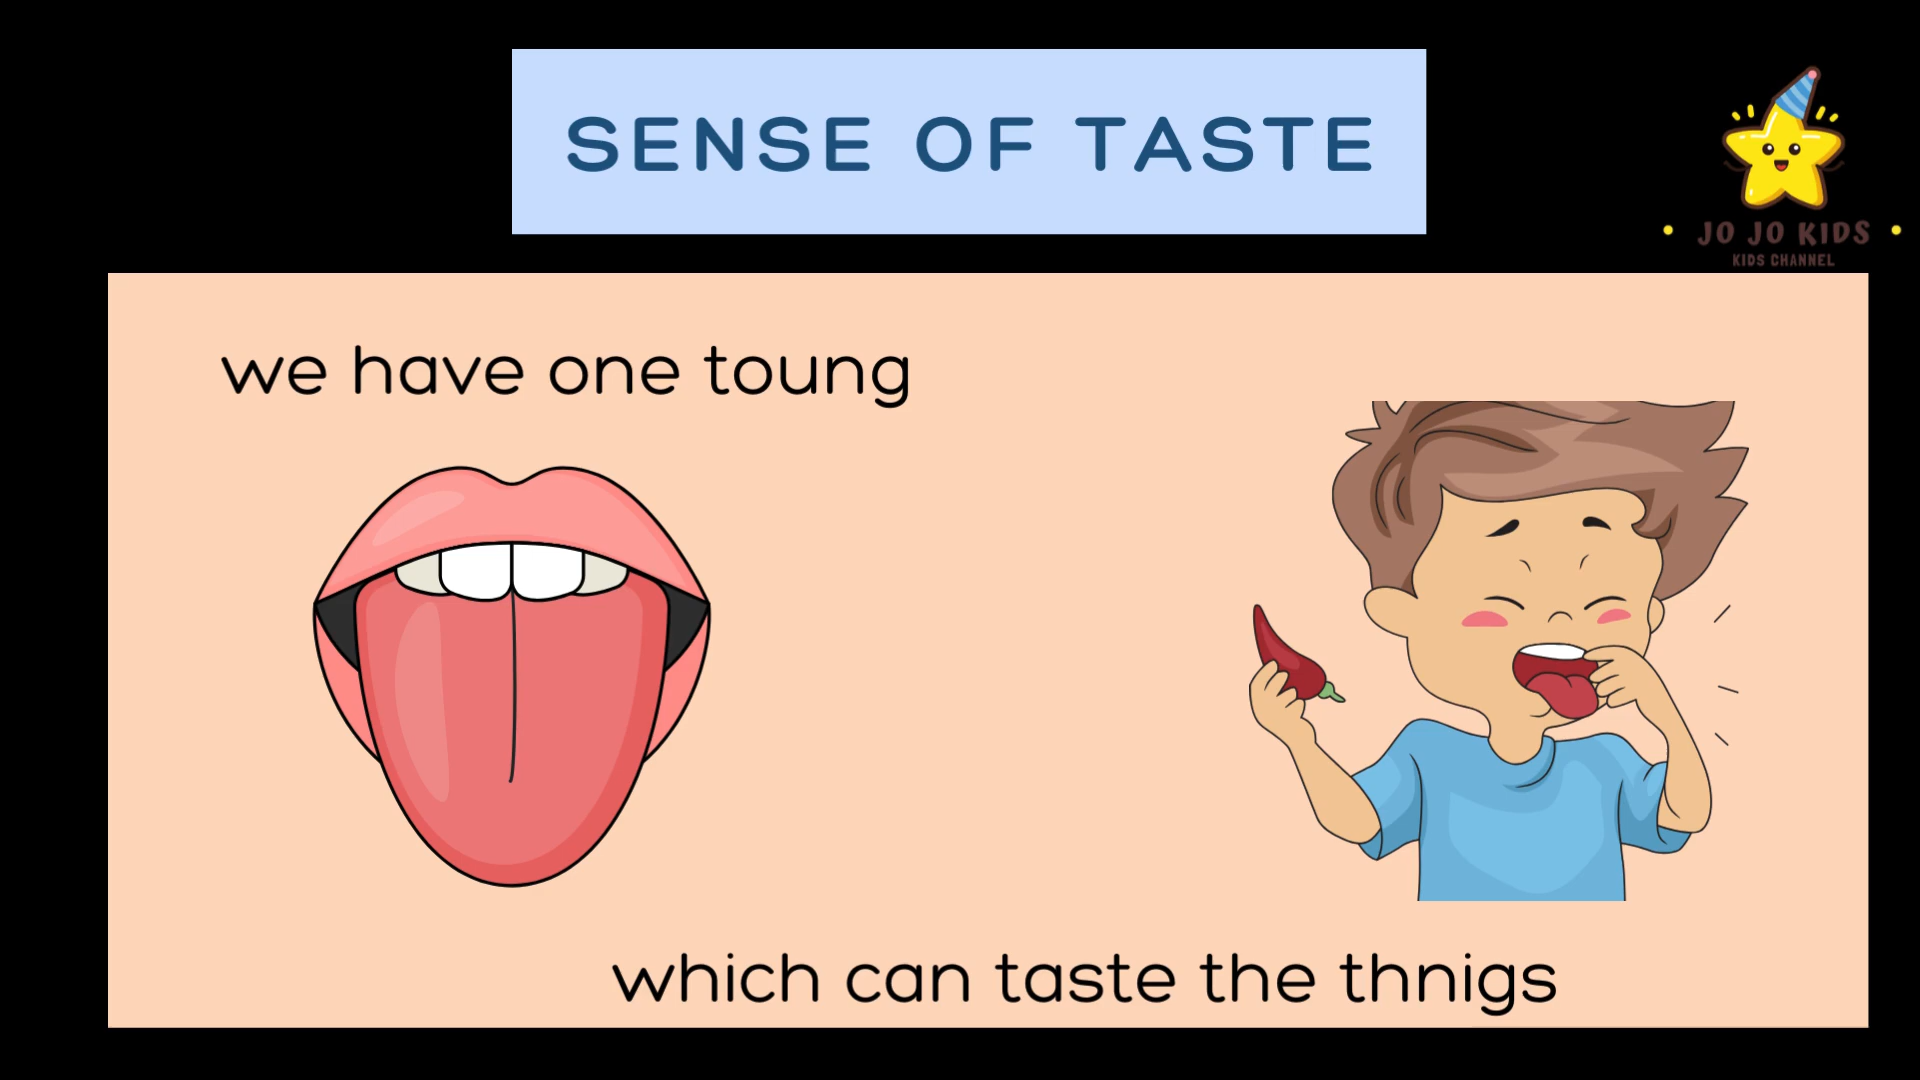 SENSE OF TASTE
JO JO KIDS
KIDS CHANNEL
we have one toung
which can taste the thnigs